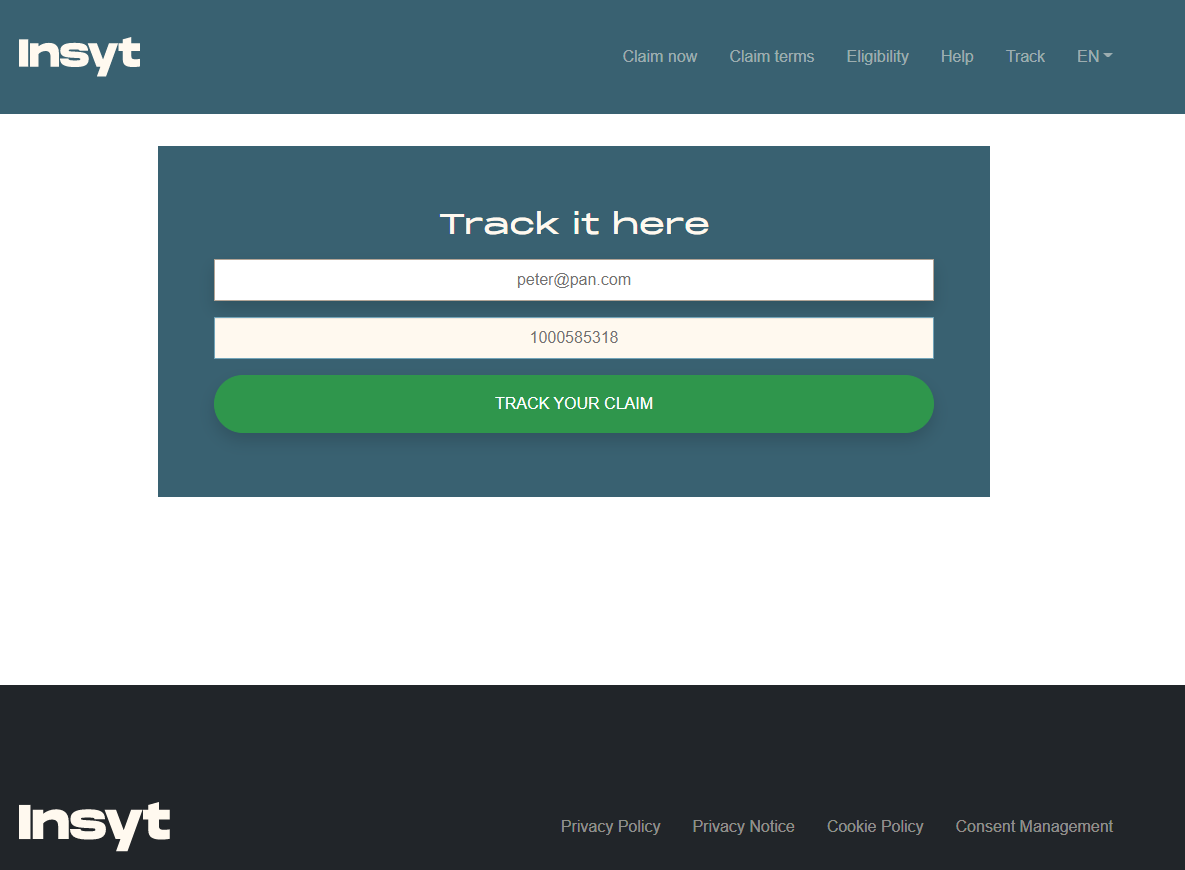 Insyt
Claim now Claim terms Eligibility Help Track EN
Track it here
peter@pan.com
1000585318
TRACK YOUR CLAIM
Insyt
Privacy Policy Privacy Notice Cookie Policy Consent Management